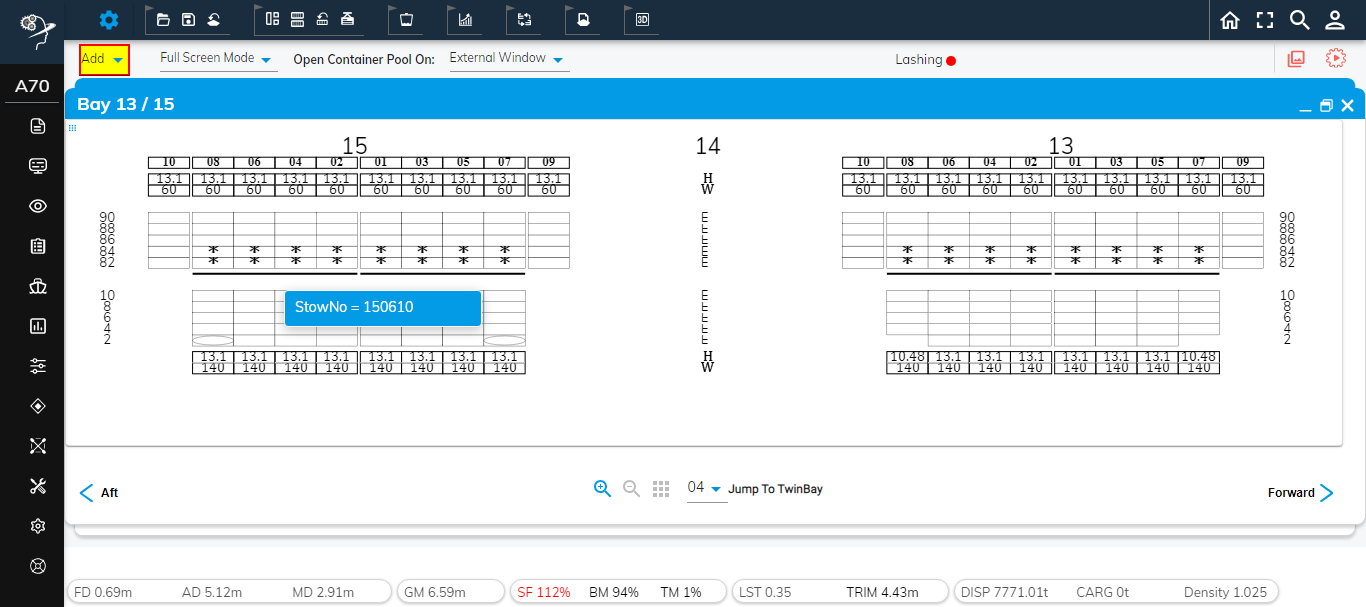 3D
Add
Full Screen Mode
Open Container Pool On:
External Window
Lashing
A70
Bay 13 / 15
15 14 13
10 08 06 04 02 01 03 05 07 09 10 08 06 04 02 01 03 05 07 09
13.1 13.1 13.1 13.1 13.1 13.1 13.1 13.1 13.1 13.1 H 13.1 13.1 13.1 13.1 13.1 13.1 13.1 13.1 13.1 13.1
60 60 60 60 60 60 60 60 60 60 W 60 60 60 60 60 60 60 60 60 60
90 E 90
88 E 88
86 E 86
84 * * * * * * * * E * * * * * * * * 84
82 * * * * * * * * E * * * * * * * * 82
10 E 10
8 E 8
6 E 6
4 E 4
2 E 2
StowNo = 150610
13.1 13.1 13.1 13.1 13.1 13.1 13.1 13.1 H 10.48 13.1 13.1 13.1 13.1 13.1 13.1 10.48
140 140 140 140 140 140 140 140 W 140 140 140 140 140 140 140 140
Aft
04
Jump To TwinBay
Forward
FD 0.69m AD 5.12m MD 2.91m GM 6.59m SF 112% BM 94% TM 1% LST 0.35 TRIM 4.43m DISP 7771.01t CARG 0t Density 1.025